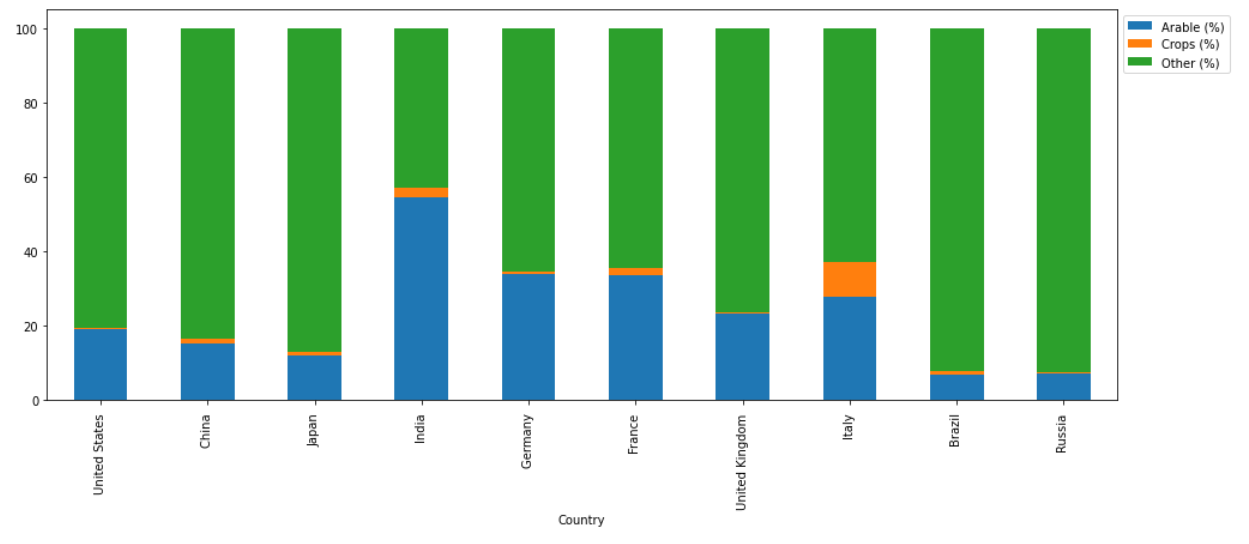 100
80
60
40
20
0
Arable (%)
Crops (%)
Other (%)
United States
China
Japan
India
Germany
France
United Kingdom
Italy
Brazil
Russia
Country